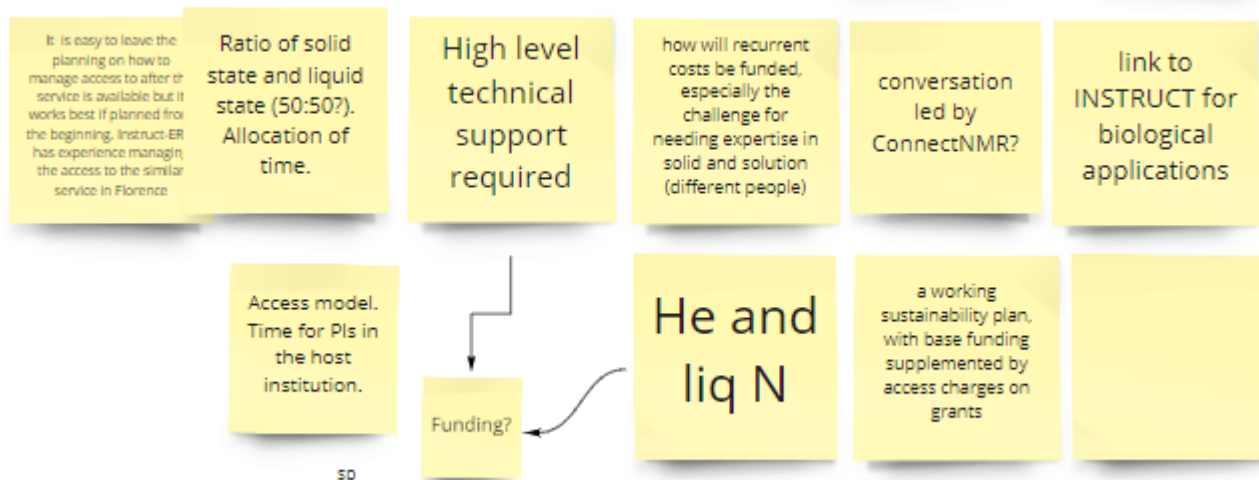 It is easy to leave the
planning on how to
manage access to after th
service is available but it
works best if planned fro
the beginning. Instruct-ER
has experience managin
the access to the similar
service in Florence
Ratio of solid
state and liquid
state (50:50?).
Allocation of
time.
High level
technical
support
required
how will recurrent
costs be funded,
especially the
challenge for
needing expertise in
solid and solution
(different people)
conversation
led by
ConnectNMR?
link to
INSTRUCT for
biological
applications
Access model.
Time for PIs in
the host
institution.
Funding?
He and
liq N
a working
sustainability plan,
with base funding
supplemented by
access charges on
grants
sp